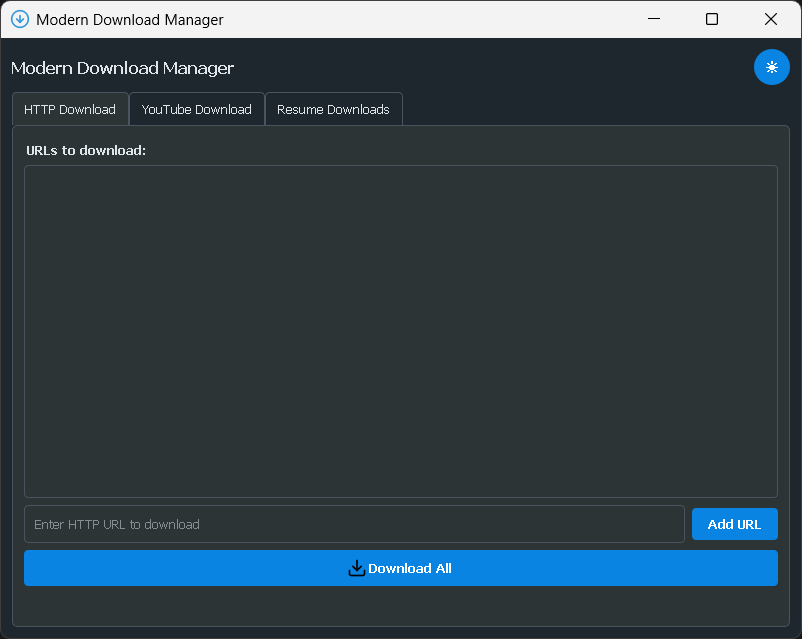 Modern Download Manager
Modern Download Manager
HTTP Download YouTube Download Resume Downloads
URLs to download:
Enter HTTP URL to download Add URL
Download All